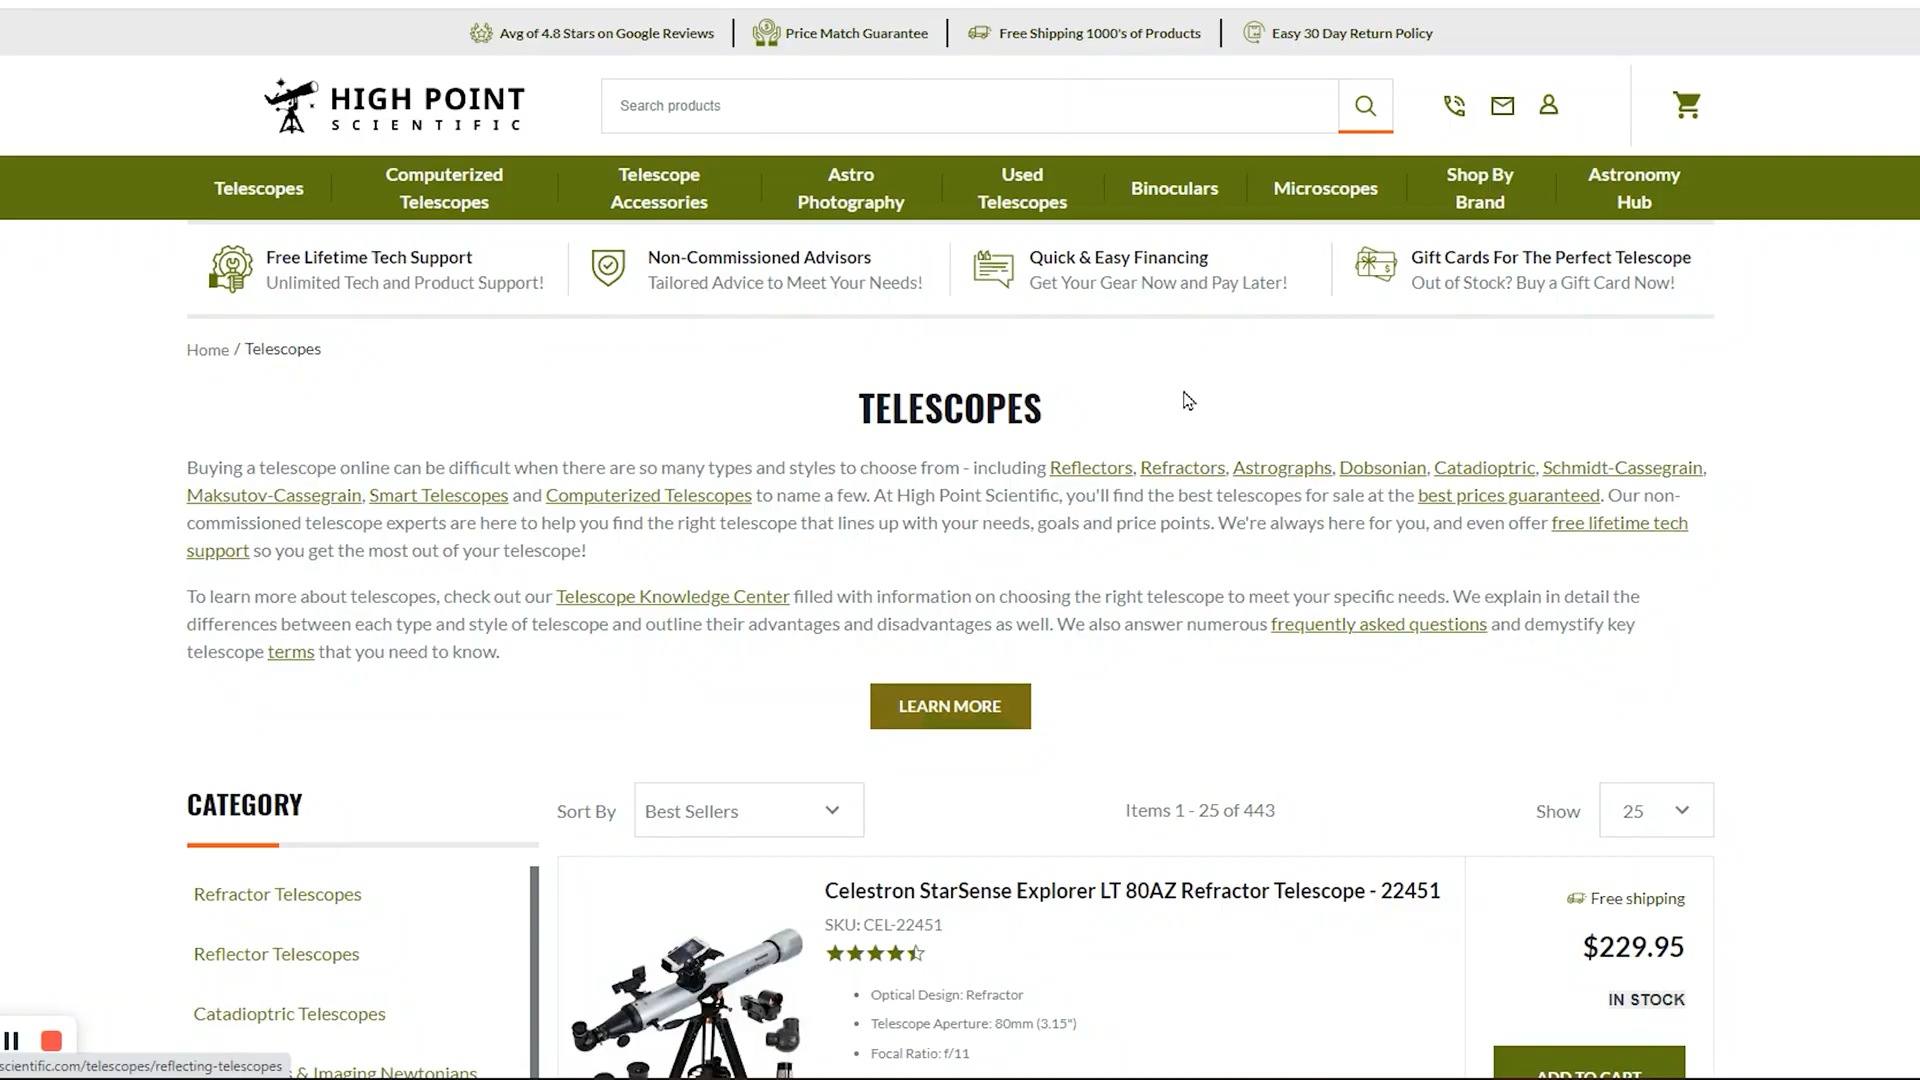 Avg of 4.8 Stars on Google Reviews
Price Match Guarantee
Free Shipping 1000's of Products
Easy 30 Day Return Policy
HIGH POINT
SCIENTIFIC
Search products
Telescopes
Computerized
Telescopes
Telescope
Accessories
Astro
Photography
Used
Telescopes
Binoculars
Microscopes
Shop By
Brand
Astronomy
Hub
Free Lifetime Tech Support
Unlimited Tech and Product Support!
Non-Commissioned Advisors
Tailored Advice to Meet Your Needs!
Quick & Easy Financing
Get Your Gear Now and Pay Later!
Gift Cards For The Perfect Telescope
Out of Stock? Buy a Gift Card Now!
Home / Telescopes
TELESCOPES
Buying a telescope online can be difficult when there are so many types and styles to choose from - including Reflectors, Refractors, Astrographs, Dobsonian, Catadioptric, Schmidt-Cassegrain,
Maksutov-Cassegrain, Smart Telescopes and Computerized Telescopes to name a few. At High Point Scientific, you'll find the best telescopes for sale at the best prices guaranteed. Our non-
commissioned telescope experts are here to help you find the right telescope that lines up with your needs, goals and price points. We're always here for you, and even offer free lifetime tech
support so you get the most out of your telescope!
To learn more about telescopes, check out our Telescope Knowledge Center filled with information on choosing the right telescope to meet your specific needs. We explain in detail the
differences between each type and style of telescope and outline their advantages and disadvantages as well. We also answer numerous frequently asked questions and demystify key
telescope terms that you need to know.
LEARN MORE
CATEGORY
Refractor Telescopes
Reflector Telescopes
Catadioptric Telescopes
& Imaging Newtonians
scientific.com/telescopes/reflecting-telescopes
Sort By
Best Sellers
Items 1 - 25 of 443
Show
25
Celestron StarSense Explorer LT 80AZ Refractor Telescope - 22451
SKU: CEL-22451
• Optical Design: Refractor
• Telescope Aperture: 80mm (3.15")
• Focal Ratio: f/11
Free shipping
$229.95
IN STOCK
ADD TO CART